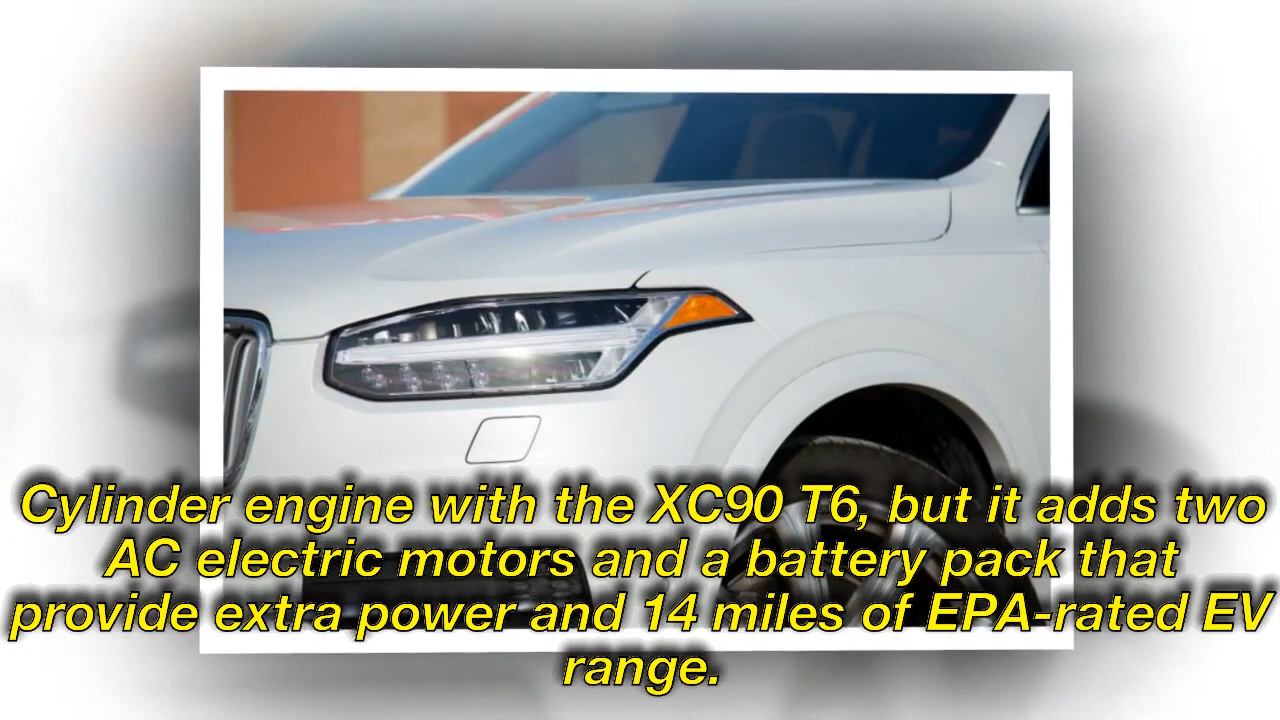 Cylinder engine with the XC90 T6, but it adds two
AC electric motors and a battery pack that
provide extra power and 14 miles of EPA-rated EV
range.